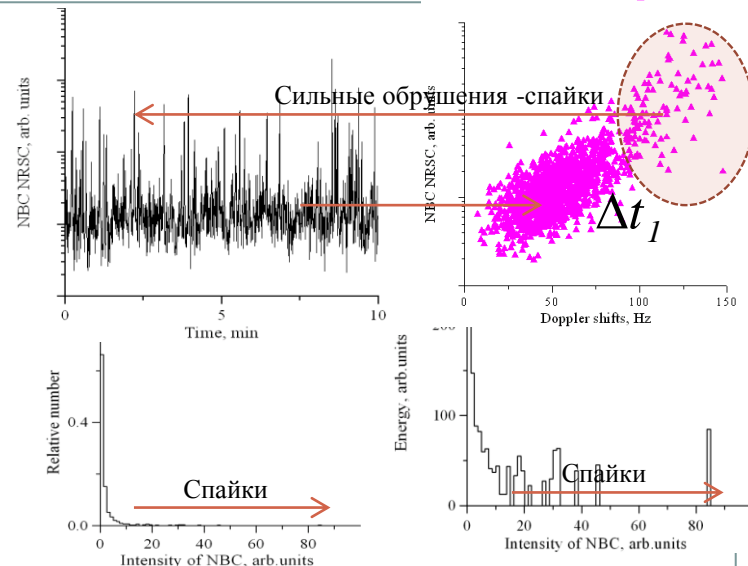 NBC NRSC, arb. units
0
5
10
Time, min
Сильные обрушения -спайки
NBC NRSC, arb. units
Δt1
0
50
100
150
Doppler shifts, Hz
Relative number
0.4
0.0
Спайки
0
20
40
60
80
Intensity of NBC, arb.units
Energy, arb.units
200
100
0
Спайки
0
20
40
60
80
Intensity of NBC, arb.units